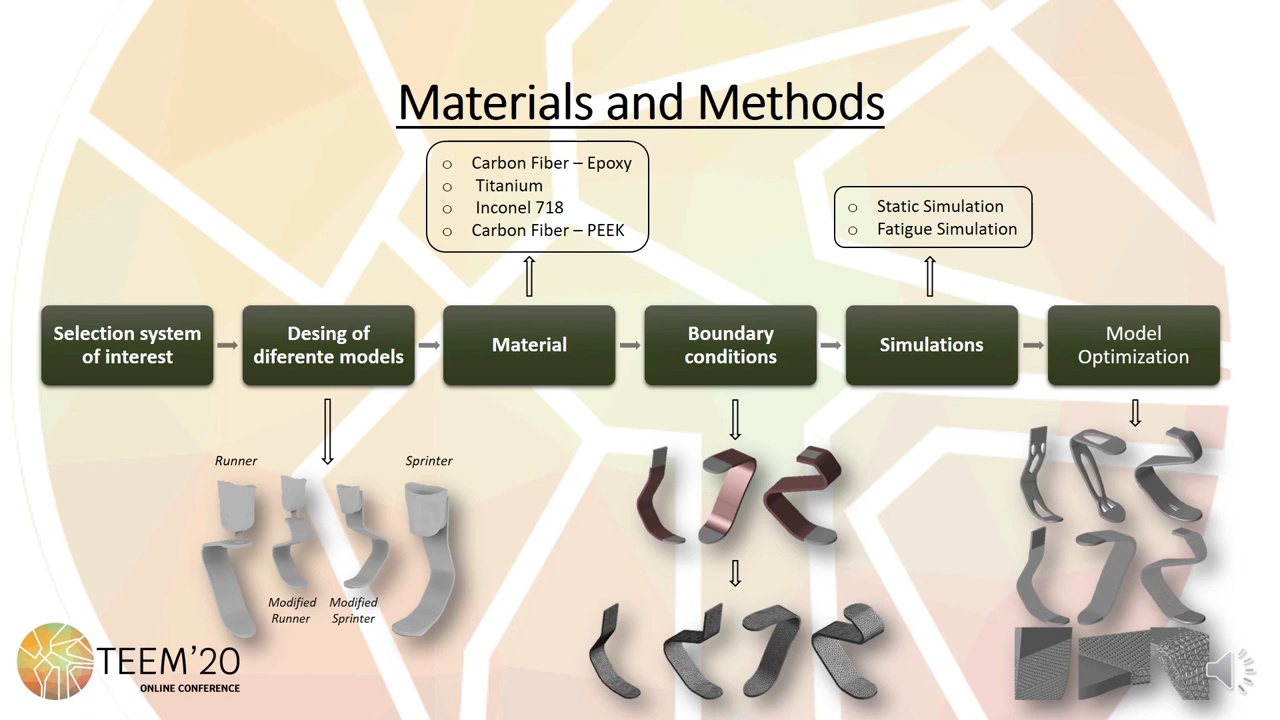 Materials and Methods
○ Carbon Fiber – Epoxy
○ Titanium
○ Inconel 718
○ Carbon Fiber – PEEK
○ Static Simulation
○ Fatigue Simulation
Selection system
of interest
Desing of
diferente models
Material
Boundary
conditions
Simulations
Model
Optimization
Runner
Sprinter
Modified
Runner
Modified
Sprinter
TEEM’20
ONLINE CONFERENCE